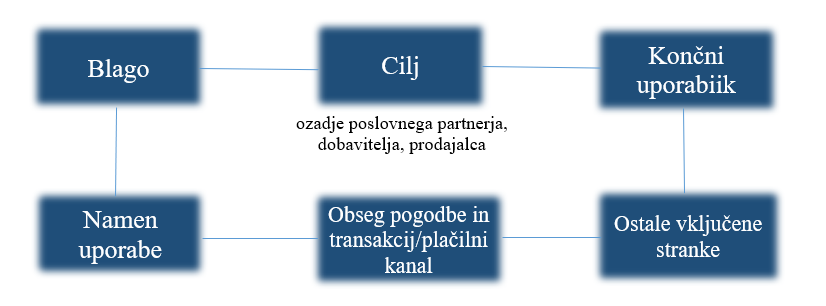 Blago
Cilj
Končni
uporabiik
ozadje poslovnega partnerja,
dobavitelja, prodajalca
Namen
uporabe
Obseg pogodbe in
transakcij/plačilni
kanal
Ostale vključene
stranke